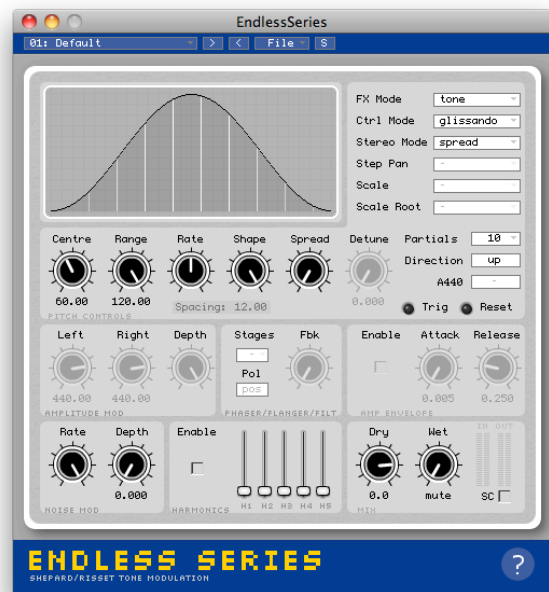 EndlessSeries
01: Default > < File S
FX Mode tone
Ctrl Mode glissando
Stereo Mode spread
Step Pan -
Scale -
Scale Root -
Centre Range Rate Shape Spread Detune Partials 10
Direction up
A440 -
60.00 120.00 Spacing: 12.00 0.000 Trig Reset
PITCH CONTROLS
Left Right Depth Stages Fbk Enable Attack Release
-
Pol
pos
440.00 440.00 0.005 0.250
AMPLITUDE MOD PHASER/FLANGER/FILT AMP ENVELOPE
Rate Depth Enable Dry Wet IN OUT
0.000 H1 H2 H3 H4 H5 0.0 mute SC
NOISE MOD HARMONICS MIX
ENDLESS SERIES
SHEPARD/RISSET TONE MODULATION
?